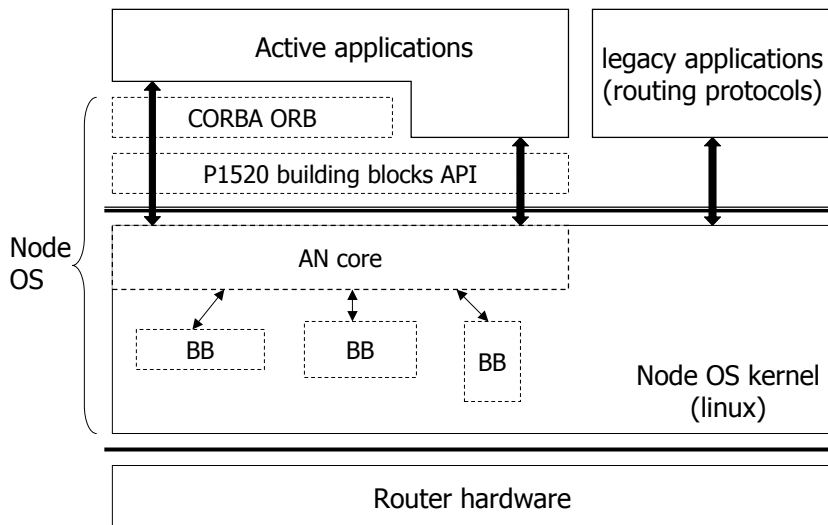 Active applications
legacy applications
(routing protocols)
CORBA ORB
P1520 building blocks API
Node
OS
AN core
BB
BB
BB
Node OS kernel
(linux)
Router hardware